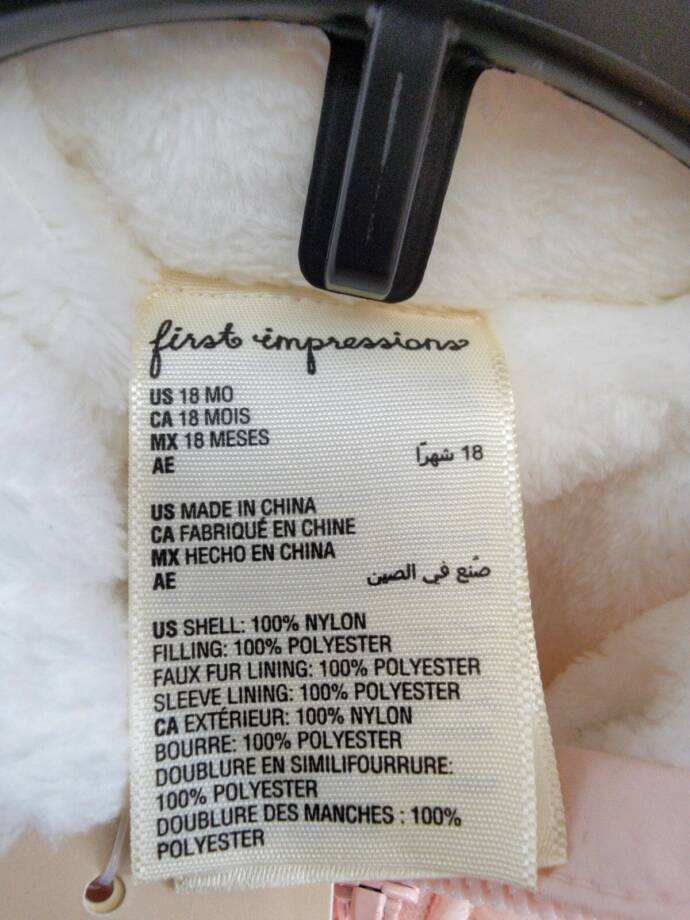 first impressions
US 18 MO
CA 18 MOIS
MX 18 MESES
AE 18 شهرًا
US MADE IN CHINA
CA FABRIQUÉ EN CHINE
MX HECHO EN CHINA
AE صُنع في الصين
US SHELL: 100% NYLON
FILLING: 100% POLYESTER
FAUX FUR LINING: 100% POLYESTER
SLEEVE LINING: 100% POLYESTER
CA EXTÉRIEUR: 100% NYLON
BOURRE: 100% POLYESTER
DOUBLURE EN SIMILIFOURRURE:
100% POLYESTER
DOUBLURE DES MANCHES : 100%
POLYESTER